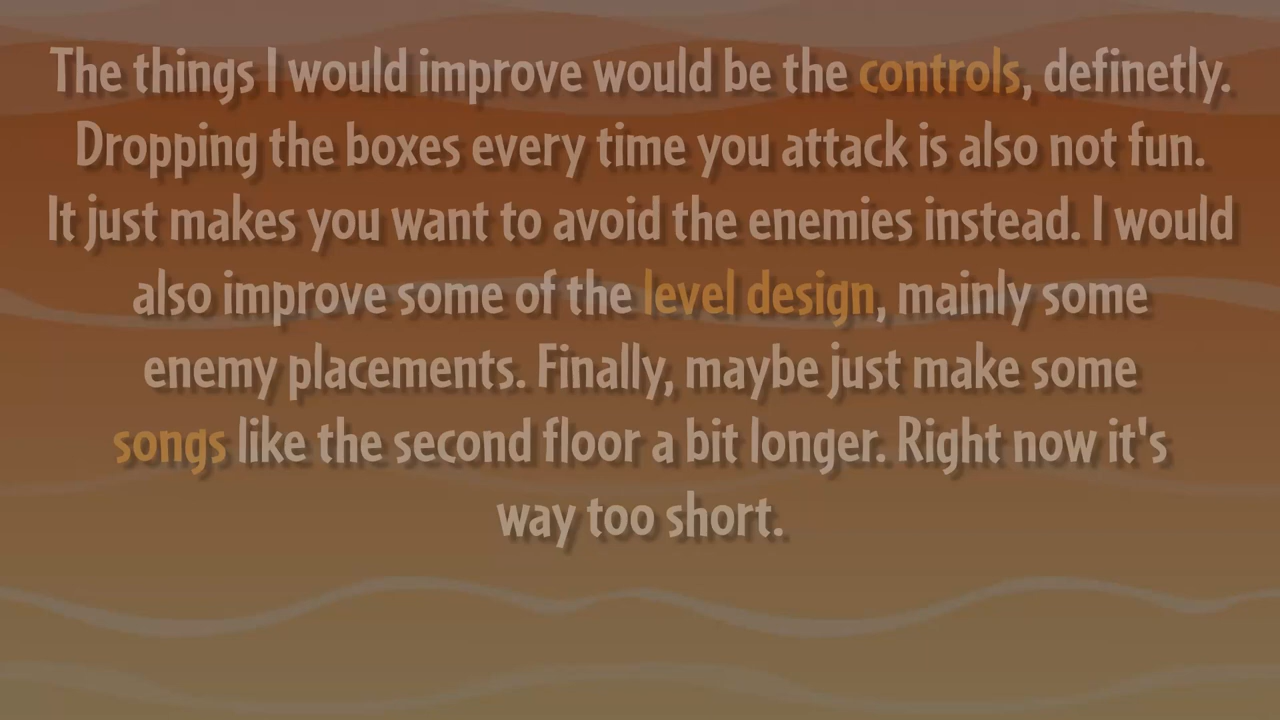 The things I would improve would be the controls, definetly.
Dropping the boxes every time you attack is also not fun.
It just makes you want to avoid the enemies instead. I would
also improve some of the level design, mainly some
enemy placements. Finally, maybe just make some
songs like the second floor a bit longer. Right now it's
way too short.